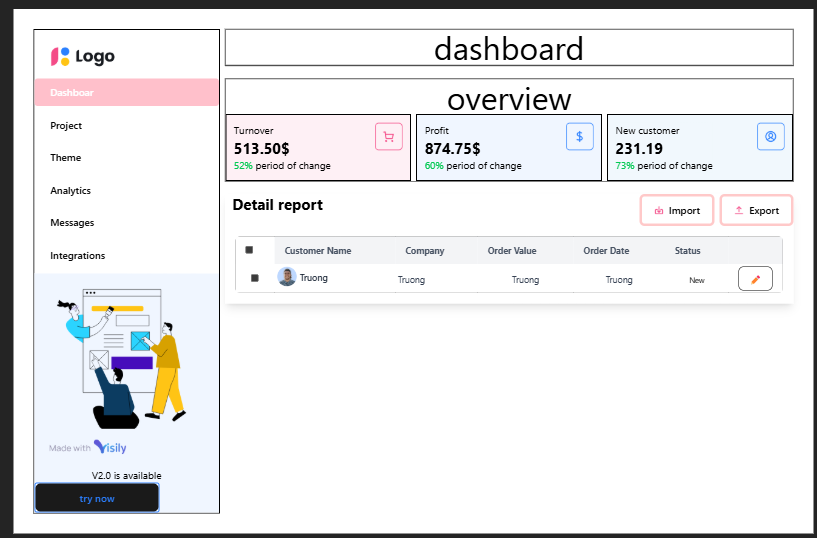 Logo
dashboard
Dashboar
Project
Theme
Analytics
Messages
Integrations
Made with Visily
V2.0 is available
try now
overview
Turnover
513.50$
52% period of change
Profit
$
874.75$
60% period of change
New customer
231.19
73% period of change
Detail report
Import Export
Customer Name Company Order Value Order Date Status
Truong Truong Truong Truong New